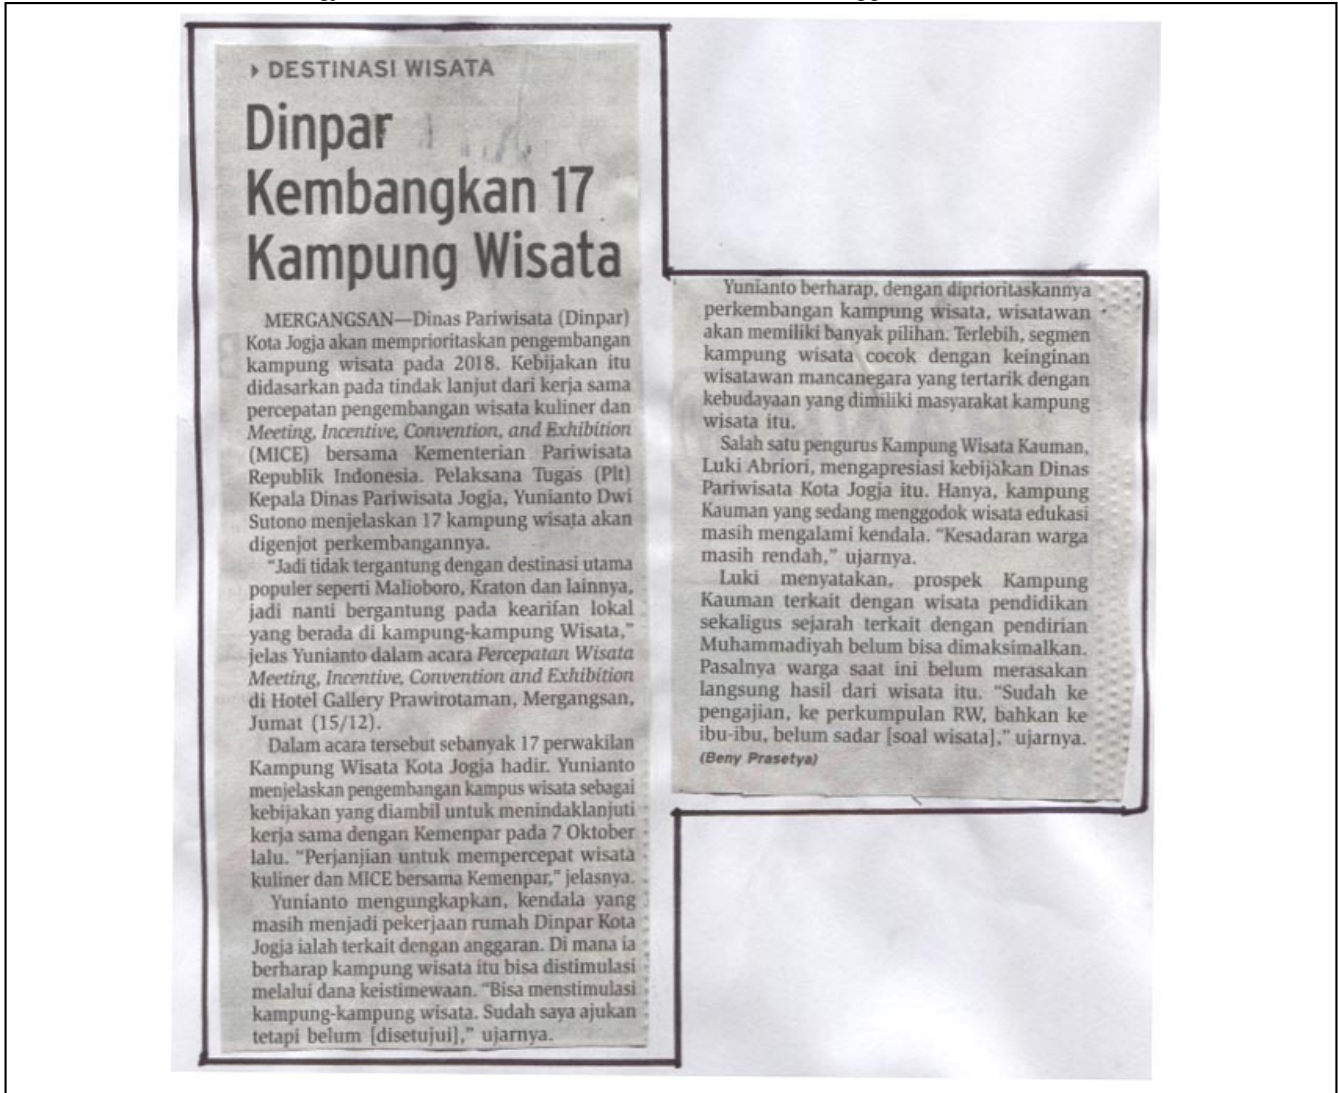 DESTINASI WISATA
Dinpar
Kembangkan 17
Kampung Wisata
MERGANGSAN—Dinas Pariwisata (Dinpar)
Kota Jogja akan memprioritaskan pengembangan
kampung wisata pada 2018. Kebijakan itu
didasarkan pada tindak lanjut dari kerja sama
percepatan pengembangan wisata kuliner dan
Meeting, Incentive, Convention, and Exhibition
(MICE) bersama Kementerian Pariwisata
Republik Indonesia. Pelaksana Tugas (Plt)
Kepala Dinas Pariwisata Jogja, Yunianto Dwi
Sutono menjelaskan 17 kampung wisata akan
digenjot perkembangannya.
"Jadi tidak tergantung dengan destinasi utama
populer seperti Malioboro, Kraton dan lainnya,
jadi nanti bergantung pada kearifan lokal
yang berada di kampung-kampung Wisata,"
jelas Yunianto dalam acara Percepatan Wisata
Meeting, Incentive, Convention and Exhibition
di Hotel Gallery Prawirotaman, Mergangsan,
Jumat (15/12).
Dalam acara tersebut sebanyak 17 perwakilan
Kampung Wisata Kota Jogja hadir. Yunianto
menjelaskan pengembangan kampus wisata sebagai
kebijakan yang diambil untuk menindaklanjuti
kerja sama dengan Kemenpar pada 7 Oktober
lalu. "Perjanjian untuk mempercepat wisata
kuliner dan MICE bersama Kemenpar," jelasnya.
Yunianto mengungkapkan, kendala yang
masih menjadi pekerjaan rumah Dinpar Kota
Jogja ialah terkait dengan anggaran. Di mana ia
berharap kampung wisata itu bisa distimulasi
melalui dana keistimewaan. "Bisa menstimulasi
kampung-kampung wisata. Sudah saya ajukan
tetapi belum [disetujui]," ujarnya.
Yunianto berharap, dengan diprioritaskannya
perkembangan kampung wisata, wisatawan
akan memiliki banyak pilihan. Terlebih, segmen
kampung wisata cocok dengan keinginan
wisatawan mancanegara yang tertarik dengan
kebudayaan yang dimiliki masyarakat kampung
wisata itu.
Salah satu pengurus Kampung Wisata Kauman,
Luki Abriori, mengapresiasi kebijakan Dinas
Pariwisata Kota Jogja itu. Hanya, kampung
Kauman yang sedang menggodok wisata edukasi
masih mengalami kendala. "Kesadaran warga
masih rendah," ujarnya.
Luki menyatakan, prospek Kampung
Kauman terkait dengan wisata pendidikan
sekaligus sejarah terkait dengan pendirian
Muhammadiyah belum bisa dimaksimalkan.
Pasalnya warga saat ini belum merasakan
langsung hasil dari wisata itu. "Sudah ke
pengajian, ke perkumpulan RW, bahkan ke
ibu-ibu, belum sadar [soal wisata]," ujarnya.
(Beny Prasetya)